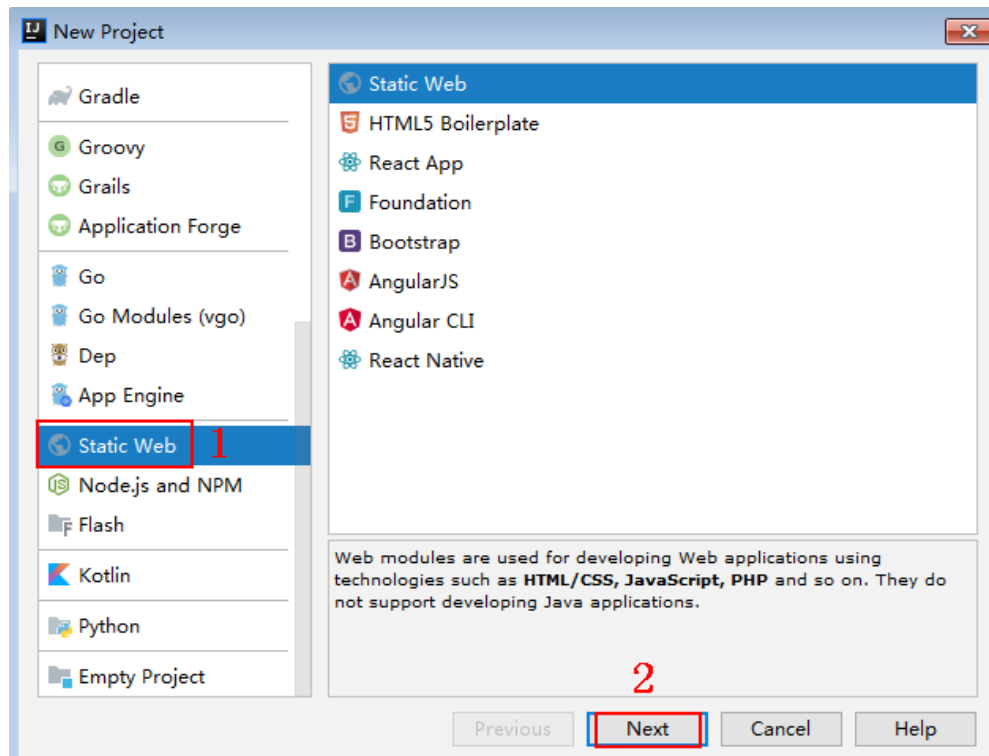 New Project
Gradle
Groovy
Grails
Application Forge
Go
Go Modules (vgo)
Dep
App Engine
Static Web 1
Node.js and NPM
Flash
Kotlin
Python
Empty Project
Static Web
HTML5 Boilerplate
React App
Foundation
Bootstrap
AngularJS
Angular CLI
React Native
Web modules are used for developing Web applications using
technologies such as HTML/CSS, JavaScript, PHP and so on. They do
not support developing Java applications.
2
Previous Next Cancel Help